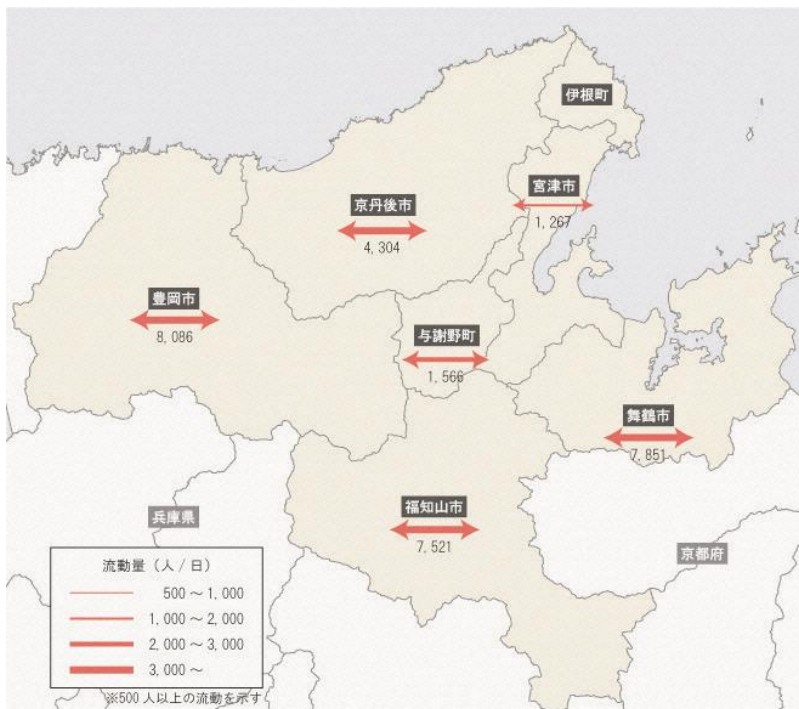 伊根町
宮津市
1,267
京丹後市
4,304
豊岡市
8,086
与謝野町
1,566
舞鶴市
7,851
福知山市
7,521
兵庫県
京都府
流動量（人/日）
500～1,000
1,000～2,000
2,000～3,000
3,000～
※500人以上の流動を示す